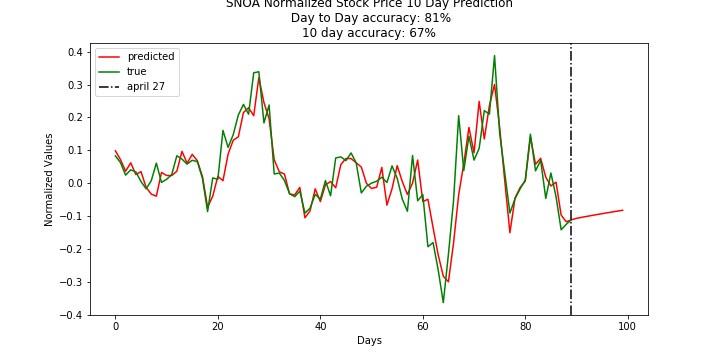 SNOA Normalized Stock Price 10 Day Prediction
Day to Day accuracy: 81%
10 day accuracy: 67%
predicted
true
april 27
Normalized Values
0.4
0.3
0.2
0.1
0.0
−0.1
−0.2
−0.3
−0.4
0
20
40
60
80
100
Days